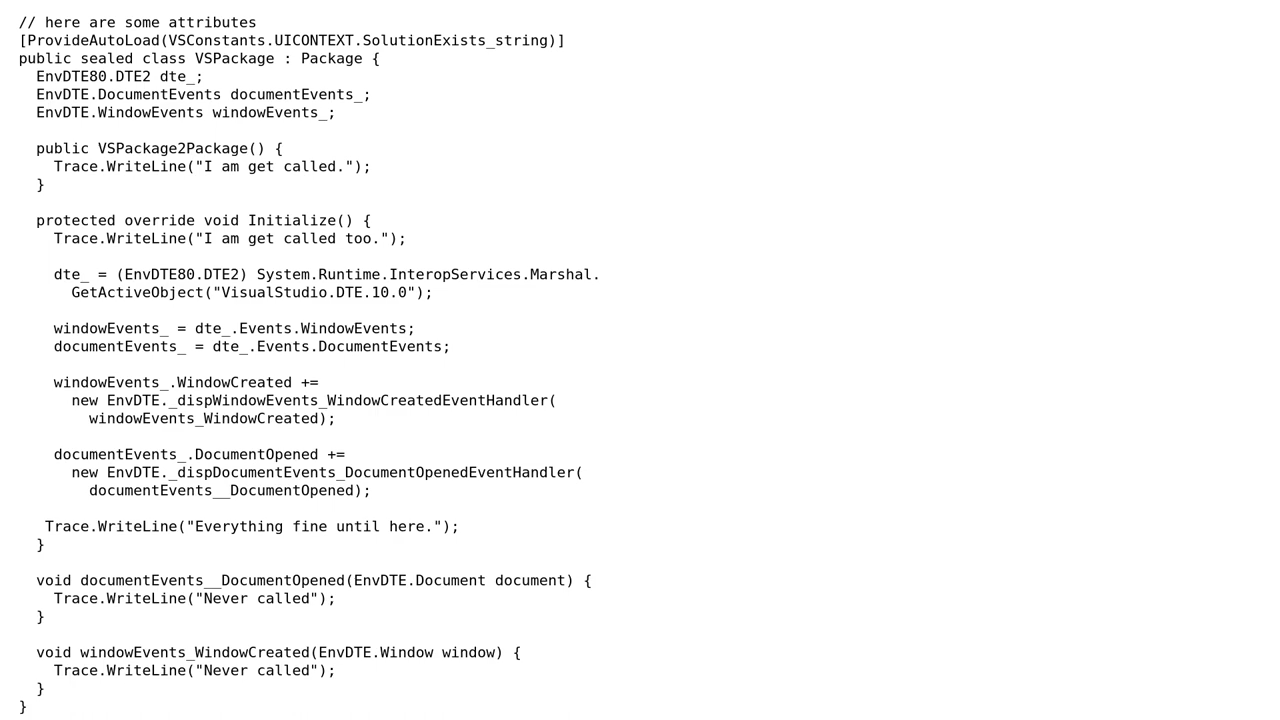 // here are some attributes
[ProvideAutoLoad(VSConstants.UICONTEXT.SolutionExists_string)]
public sealed class VSPackage : Package {
  EnvDTE80.DTE2 dte_;
  EnvDTE.DocumentEvents documentEvents_;
  EnvDTE.WindowEvents windowEvents_;

  public VSPackage2Package() {
    Trace.WriteLine("I am get called.");
  }

  protected override void Initialize() {
    Trace.WriteLine("I am get called too.");

    dte_ = (EnvDTE80.DTE2) System.Runtime.InteropServices.Marshal.
      GetActiveObject("VisualStudio.DTE.10.0");

    windowEvents_ = dte_.Events.WindowEvents;
    documentEvents_ = dte_.Events.DocumentEvents;

    windowEvents_.WindowCreated +=
      new EnvDTE._dispWindowEvents_WindowCreatedEventHandler(
        windowEvents_WindowCreated);

    documentEvents_.DocumentOpened +=
      new EnvDTE._dispDocumentEvents_DocumentOpenedEventHandler(
        documentEvents__DocumentOpened);

   Trace.WriteLine("Everything fine until here.");
  }

  void documentEvents__DocumentOpened(EnvDTE.Document document) {
    Trace.WriteLine("Never called");
  }

  void windowEvents_WindowCreated(EnvDTE.Window window) {
    Trace.WriteLine("Never called");
  }
}